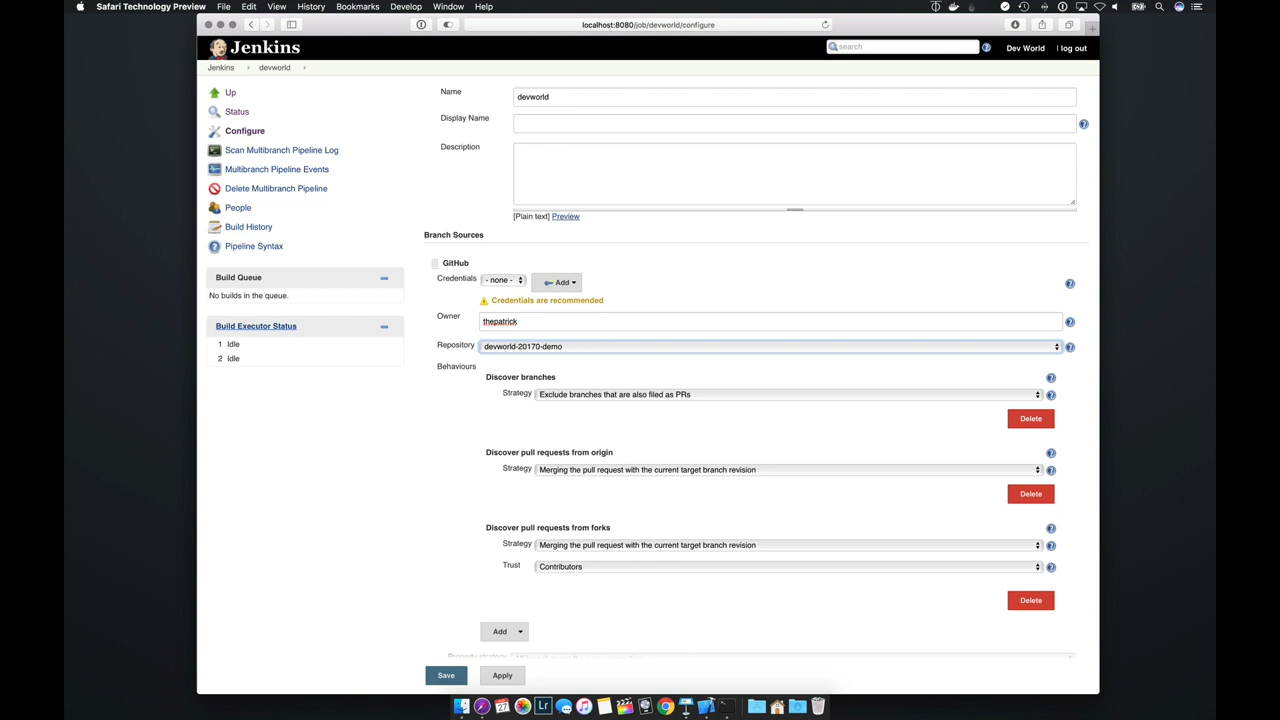 Safari Technology Preview File Edit View History Bookmarks Develop Window Help
localhost:8080/job/devworld/configure
Jenkins
search
Dev World | log out
Jenkins devworld
Up
Status
Configure
Scan Multibranch Pipeline Log
Multibranch Pipeline Events
Delete Multibranch Pipeline
People
Build History
Pipeline Syntax
Build Queue
No builds in the queue.
Build Executor Status
1 Idle
2 Idle
Name devworld
Display Name
Description
[Plain text] Preview
Branch Sources
GitHub
Credentials - none - Add
Credentials are recommended
Owner thepatrick
Repository devworld-20170-demo
Behaviours
Discover branches
Strategy Exclude branches that are also filed as PRs
Delete
Discover pull requests from origin
Strategy Merging the pull request with the current target branch revision
Delete
Discover pull requests from forks
Strategy Merging the pull request with the current target branch revision
Trust Contributors
Delete
Add
Property strategy
Save Apply
Lr